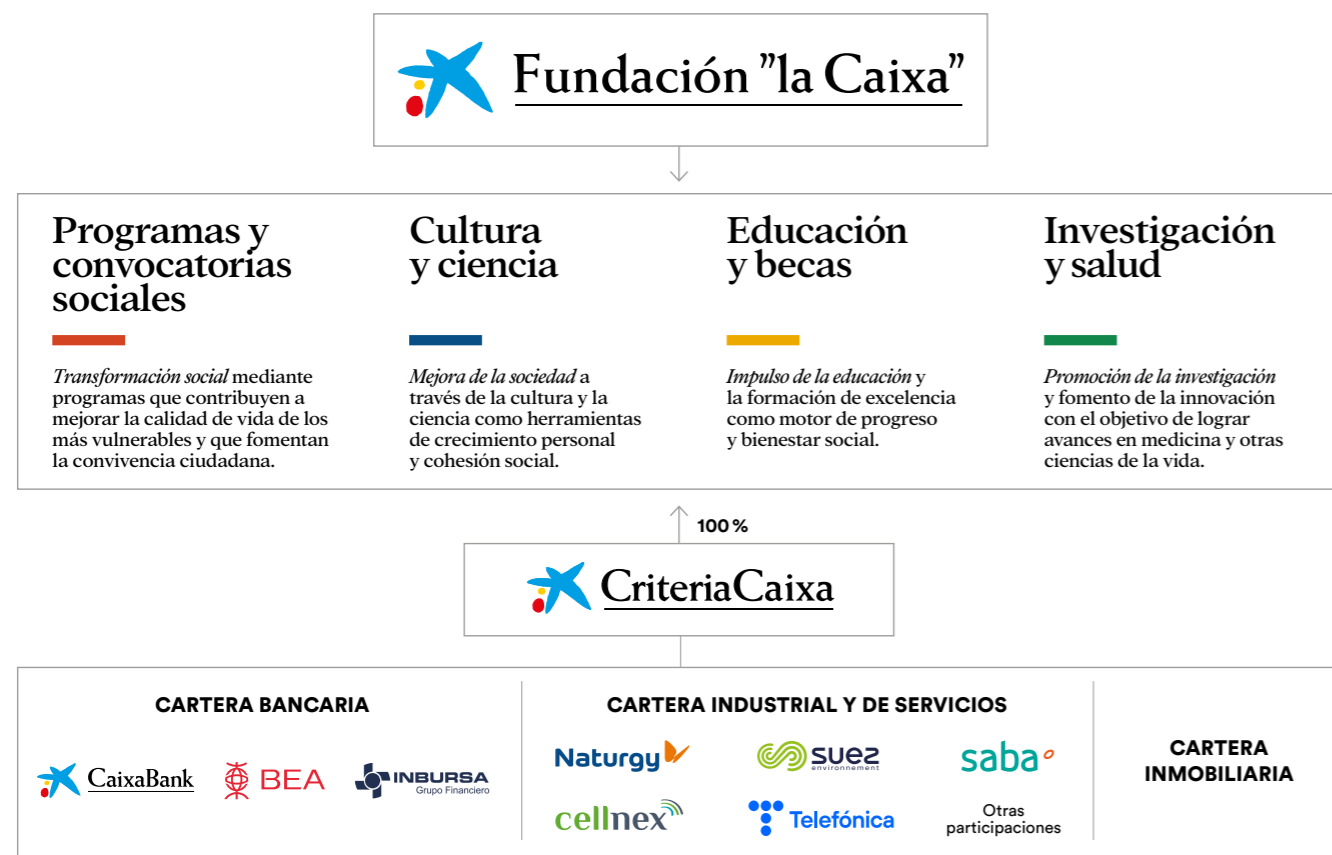 Fundación "la Caixa"
Programas y
convocatorias
sociales
Transformación social mediante
programas que contribuyen a
mejorar la calidad de vida de los
más vulnerables y que fomentan
la convivencia ciudadana.
Cultura
y ciencia
Mejora de la sociedad a
través de la cultura y la
ciencia como herramientas
de crecimiento personal
y cohesión social.
Educación
y becas
Impulso de la educación y
la formación de excelencia
como motor de progreso
y bienestar social.
Investigación
y salud
Promoción de la investigación
y fomento de la innovación
con el objetivo de lograr
avances en medicina y otras
ciencias de la vida.
100 %
CriteriaCaixa
CARTERA BANCARIA
CaixaBank
BEA
INBURSA
Grupo Financiero
CARTERA INDUSTRIAL Y DE SERVICIOS
Naturgy
suez
environnement
saba
cellnex
Telefónica
Otras
participaciones
CARTERA
INMOBILIARIA